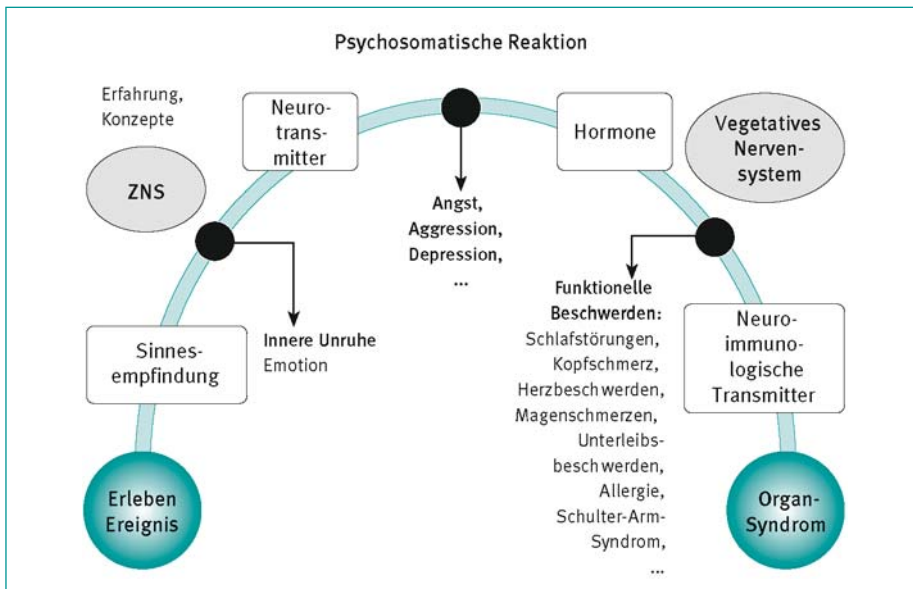 Psychosomatische Reaktion
Erfahrung,
Konzepte
ZNS
Neuro-
trans-
mitter
Hormone
Vegetatives
Nerven-
system
Angst,
Aggression,
Depression,
...
Innere Unruhe
Emotion
Sinnes-
empfindung
Erleben
Ereignis
Funktionelle
Beschwerden:
Schlafstörungen,
Kopfschmerz,
Herzbeschwerden,
Magenschmerzen,
Unterleibs-
beschwerden,
Allergie,
Schulter-Arm-
Syndrom,
...
Neuro-
immuno-
logische
Transmitter
Organ-
Syndrom